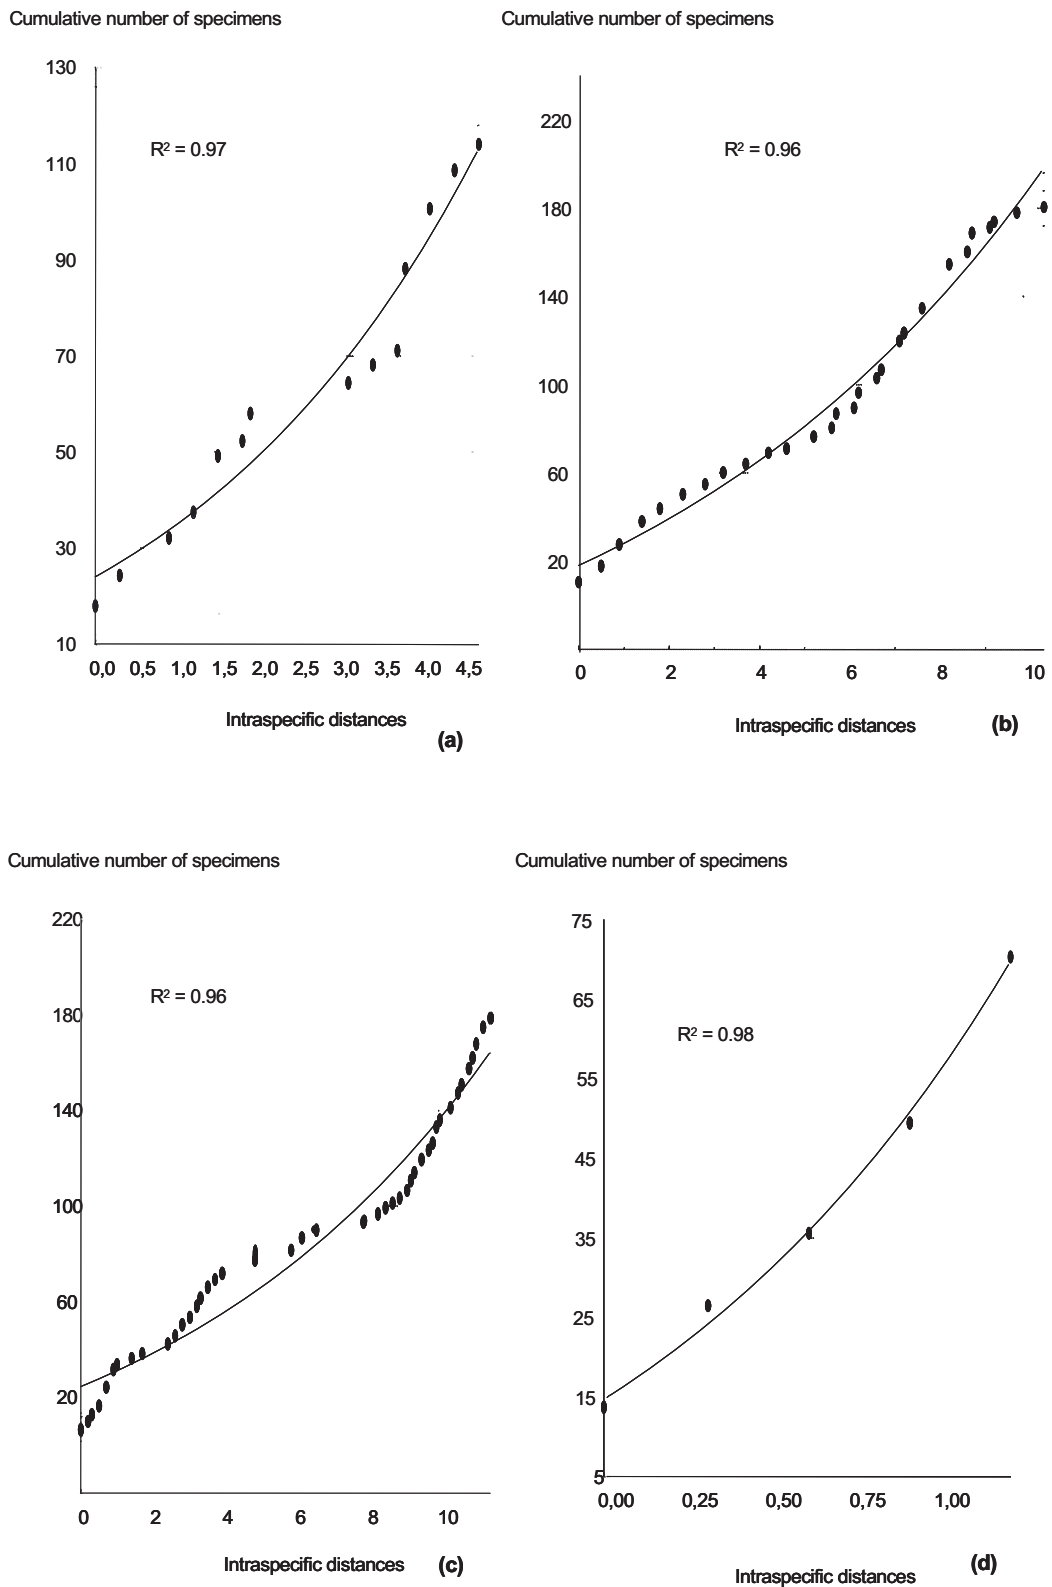 Cumulative number of specimens
130
110
90
70
50
30
10
R² = 0.97
0,0 0,5 1,0 1,5 2,0 2,5 3,0 3,5 4,0 4,5
Intraspecific distances
(a)
Cumulative number of specimens
220
180
140
100
60
20
R² = 0.96
0 2 4 6 8 10
Intraspecific distances
(b)
Cumulative number of specimens
220
180
140
100
60
20
R² = 0.96
0 2 4 6 8 10
Intraspecific distances
(c)
Cumulative number of specimens
75
65
55
45
35
25
15
5
R² = 0.98
0,00 0,25 0,50 0,75 1,00
Intraspecific distances
(d)